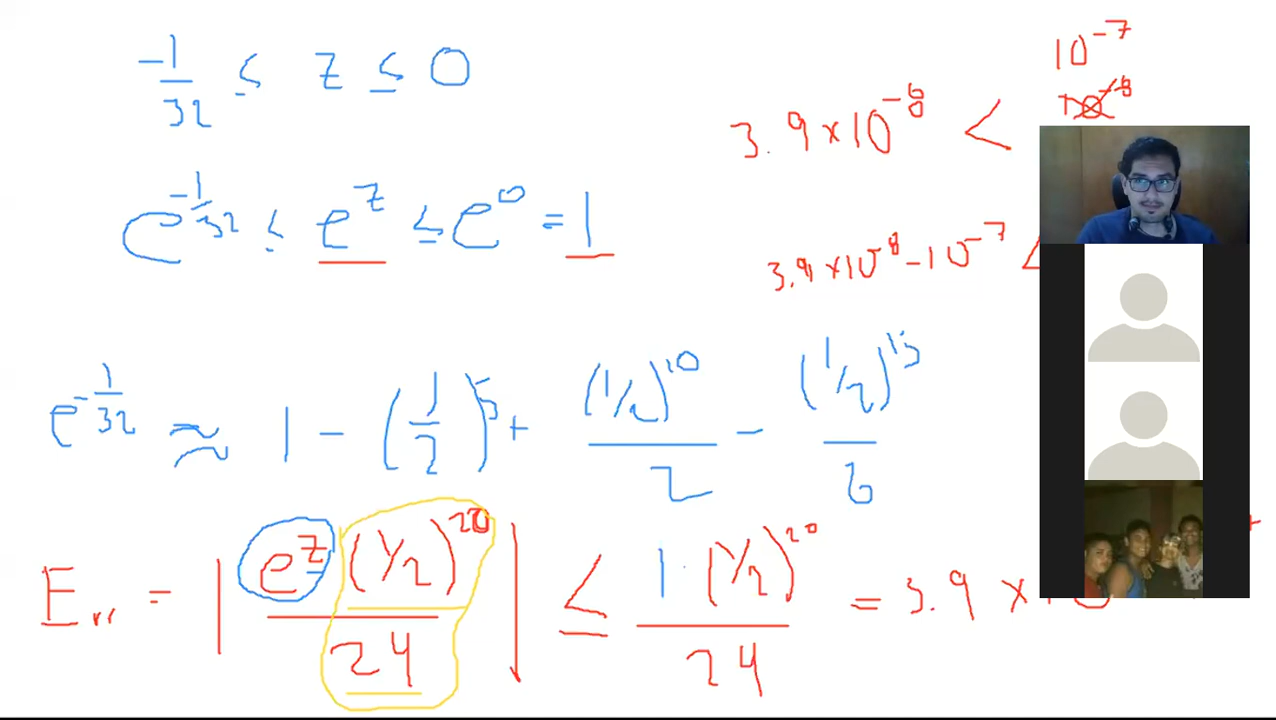 -1/32 ≤ z ≤ 0
10^-7
3.9×10^-8 <
e^-1/32 ≤ e^z ≤ e^0 = 1
3.9×10^-8 - 10^-7 <
e^-1/32 ≈ 1 - (1/2)^5 + (1/2)^10/2 - (1/2)^15/6
Err = |e^z (1/2)^20 / 24| ≤ 1·(1/2)^20 / 24 = 3.9 ×